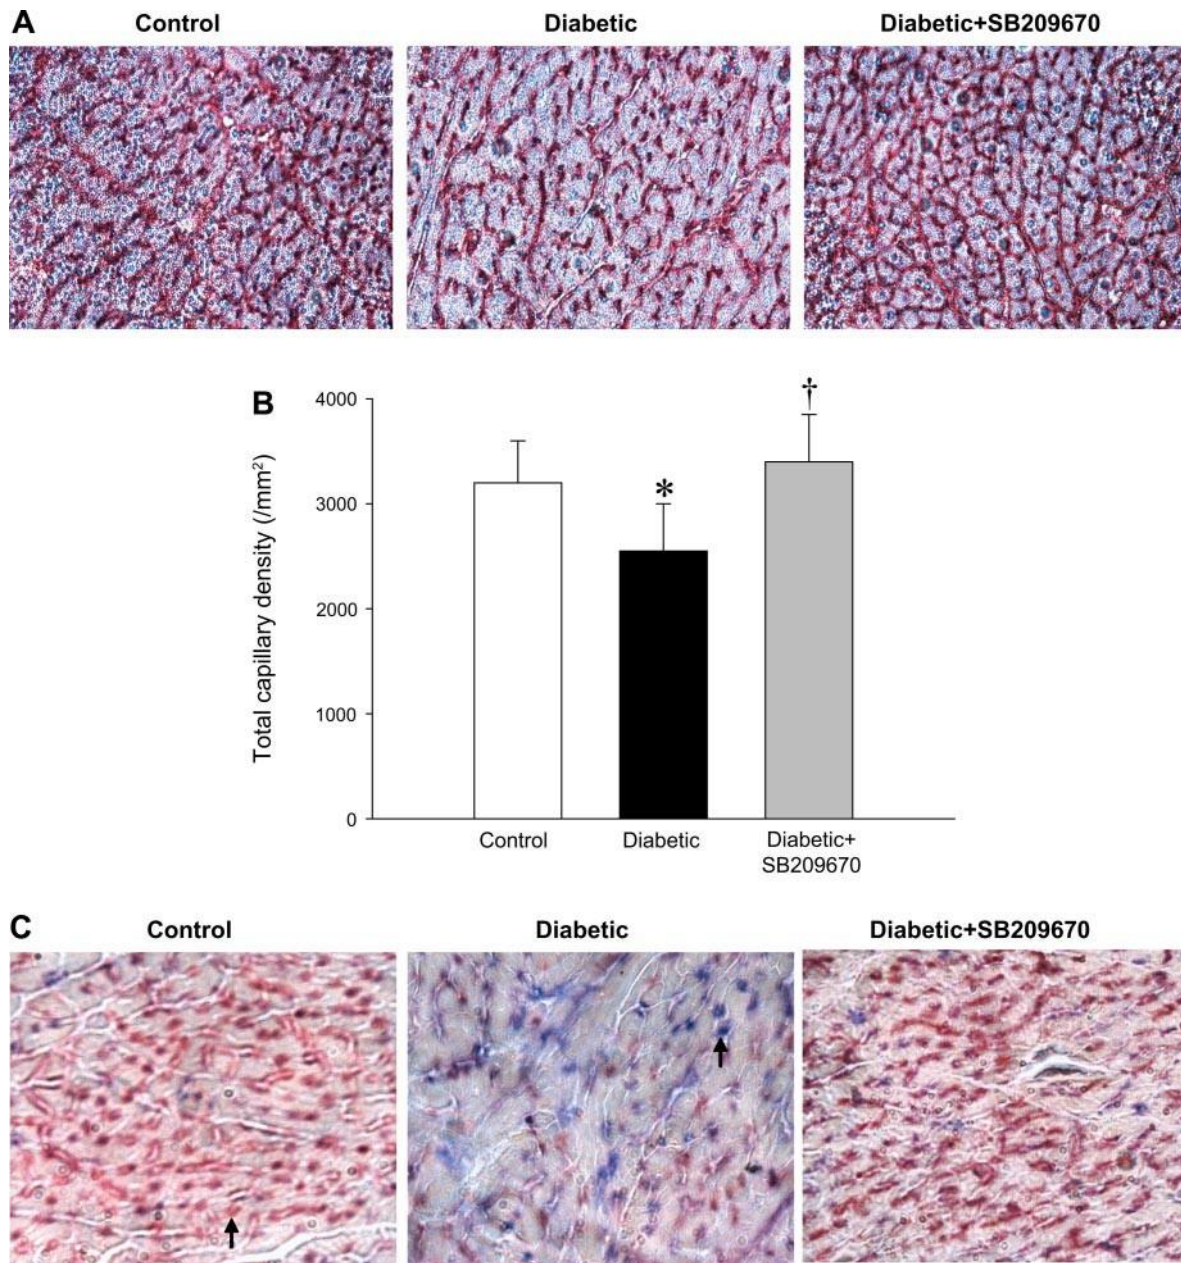 A
Control
Diabetic
Diabetic+SB209670
B
4000
3000
2000
1000
0
Total capillary density (/mm²)
*
†
Control
Diabetic
Diabetic+
SB209670
C
Control
Diabetic
Diabetic+SB209670